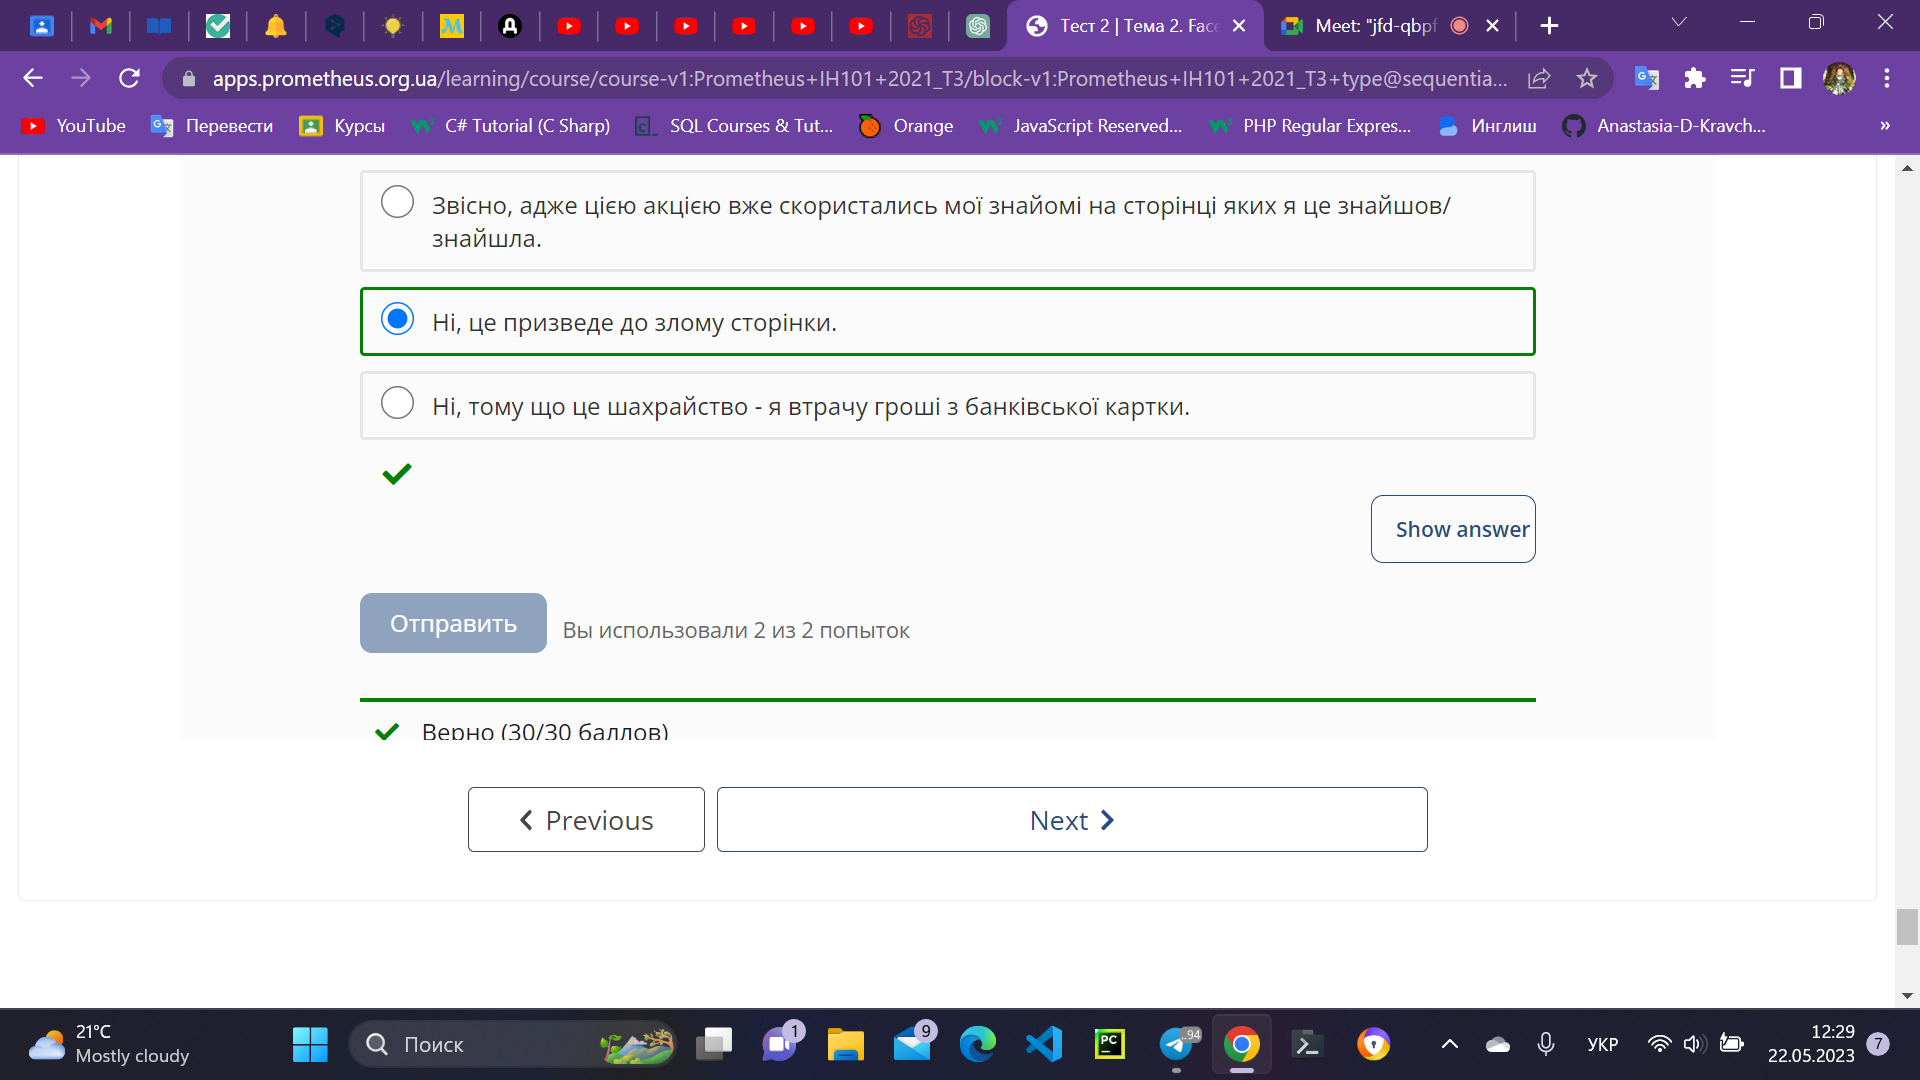 Тест 2 | Тема 2. Face
Meet: "jfd-qbpf
apps.prometheus.org.ua/learning/course/course-v1:Prometheus+IH101+2021_T3/block-v1:Prometheus+IH101+2021_T3+type@sequentia...
YouTube Перевести Курсы C# Tutorial (C Sharp) SQL Courses & Tut... Orange JavaScript Reserved... PHP Regular Expres... Инглиш Anastasia-D-Kravch... »
Звісно, адже цією акцією вже скористались мої знайомі на сторінці яких я це знайшов/
знайшла.
Ні, це призведе до злому сторінки.
Ні, тому що це шахрайство - я втрачу гроші з банківської картки.
Show answer
Отправить
Вы использовали 2 из 2 попыток
Верно (30/30 баллов)
Previous
Next
21°C
Mostly cloudy
Поиск
1
9
PC
94
УКР
12:29
22.05.2023
7